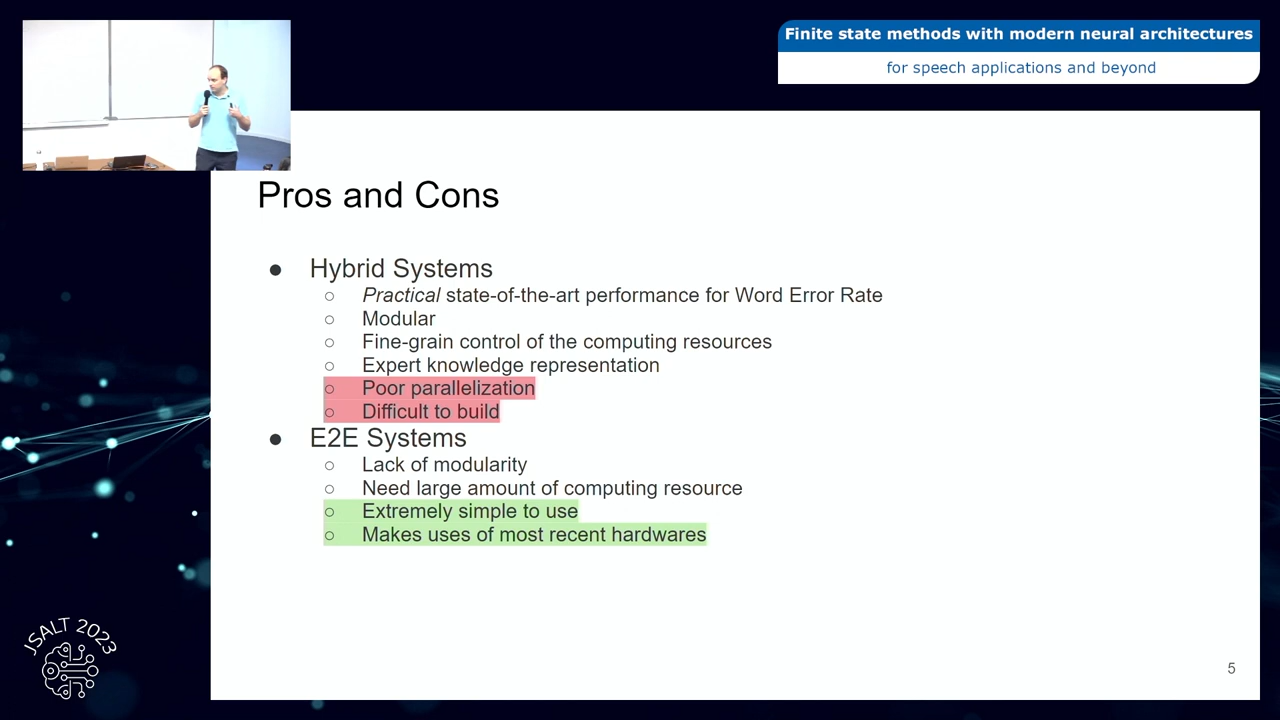 Finite state methods with modern neural architectures
for speech applications and beyond
Pros and Cons
● Hybrid Systems
○ Practical state-of-the-art performance for Word Error Rate
○ Modular
○ Fine-grain control of the computing resources
○ Expert knowledge representation
○ Poor parallelization
○ Difficult to build
● E2E Systems
○ Lack of modularity
○ Need large amount of computing resource
○ Extremely simple to use
○ Makes uses of most recent hardwares
JSALT 2023
5